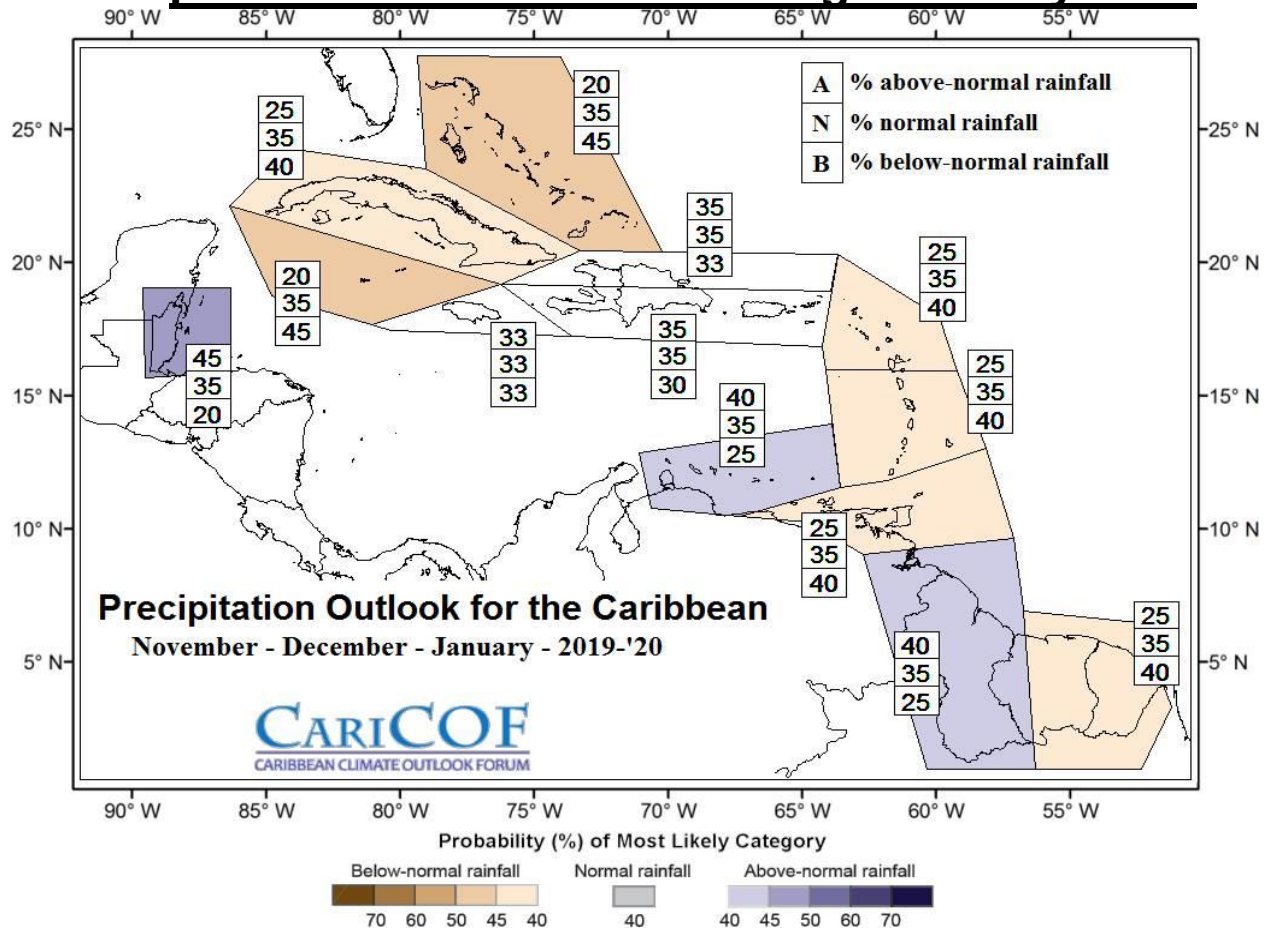 90° W 85° W 80° W 75° W 70° W 65° W 60° W 55° W
A % above-normal rainfall
N % normal rainfall
B % below-normal rainfall
25° N
25° N
20° N
20° N
15° N
15° N
10° N
10° N
5° N
5° N
20
35
45
25
35
40
35
35
33
25
35
40
20
35
45
33
33
33
35
35
30
25
35
40
45
35
20
40
35
25
25
35
40
25
35
40
40
35
25
Precipitation Outlook for the Caribbean
November - December - January - 2019-'20
CARICOF
CARIBBEAN CLIMATE OUTLOOK FORUM
90° W 85° W 80° W 75° W 70° W 65° W 60° W 55° W
Probability (%) of Most Likely Category
Below-normal rainfall Normal rainfall Above-normal rainfall
70 60 50 45 40 40 40 45 50 60 70